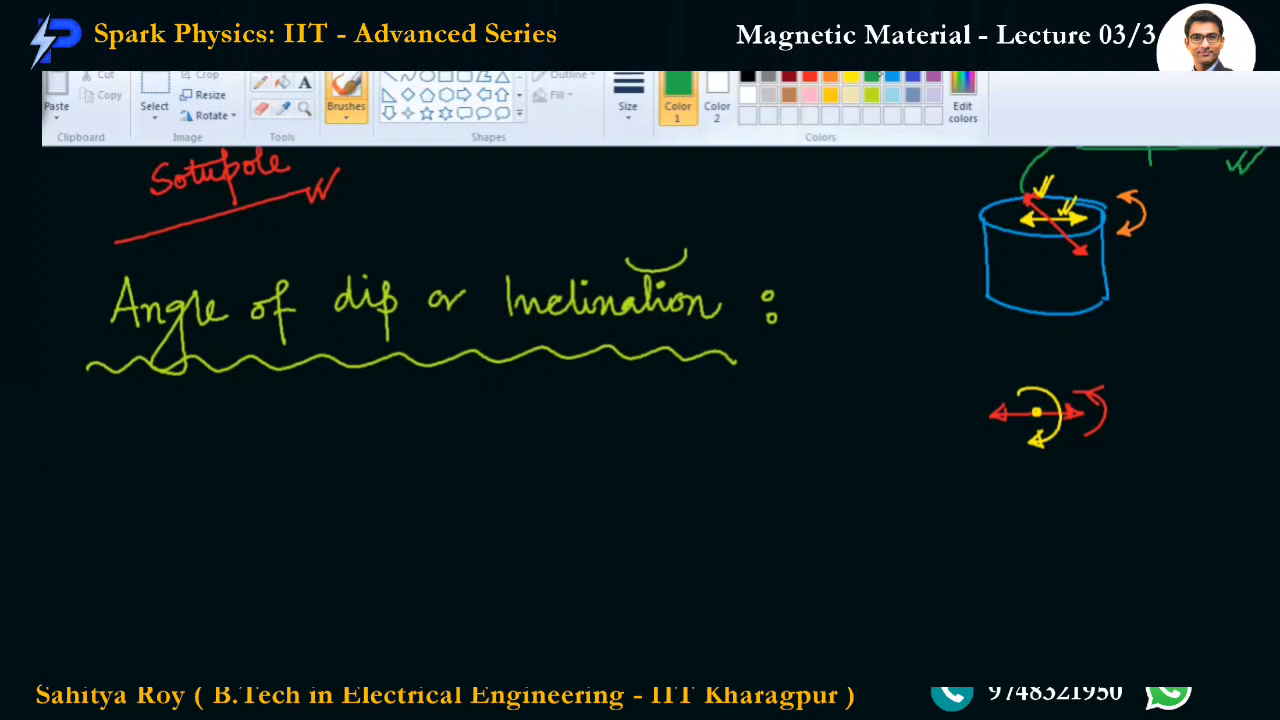 Spark Physics: IIT - Advanced Series
Magnetic Material - Lecture 03/3
Cut
Crop
Outline
Paste
Copy
Select
Resize
Rotate
Brushes
Fill
Size
Color 1
Color 2
Edit colors
Clipboard
Image
Tools
Shapes
Colors
Angle of dip or Inclination :
Sahitya Roy ( B.Tech in Electrical Engineering - IIT Kharagpur )
9748321950